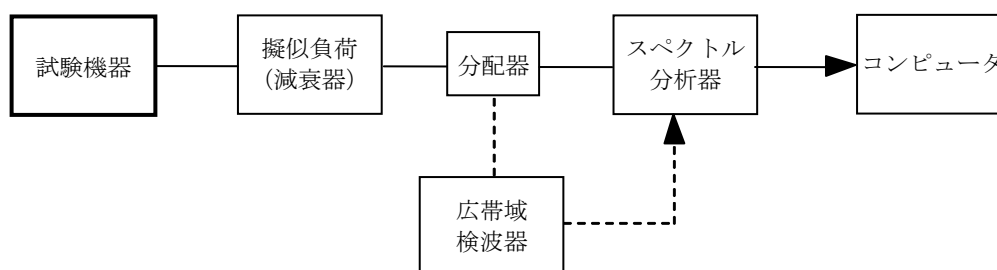 試験機器
擬似負荷
（減衰器）
分配器
スペクトル
分析器
コンピュータ
広帯域
検波器